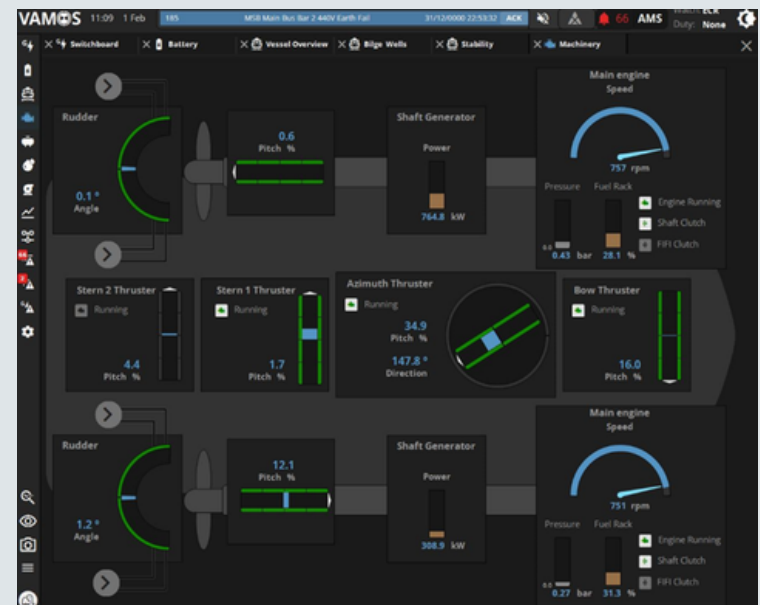 VAMOS 11:09 1 Feb 185 MSB Main Bus Bar 2 440V Earth Fail 31/12/0000 22:53:32 ACK 66 AMS Duty: None
Switchboard Battery Vessel Overview Bilge Wells Stability Machinery
Rudder
0.1 °
Angle
0.6
Pitch %
Shaft Generator
Power
764.8 kW
Main engine
Speed
757 rpm
Pressure Fuel Rack
Engine Running
Shaft Clutch
FIFI Clutch
0.0
0.43 bar 28.1 %
Stern 2 Thruster
Running
4.4
Pitch %
Stern 1 Thruster
Running
1.7
Pitch %
Azimuth Thruster
Running
34.9
Pitch %
147.8 °
Direction
Bow Thruster
Running
16.0
Pitch %
Rudder
1.2 °
Angle
12.1
Pitch %
Shaft Generator
Power
308.9 kW
Main engine
Speed
751 rpm
Pressure Fuel Rack
Engine Running
Shaft Clutch
FIFI Clutch
0.0
0.27 bar 31.3 %